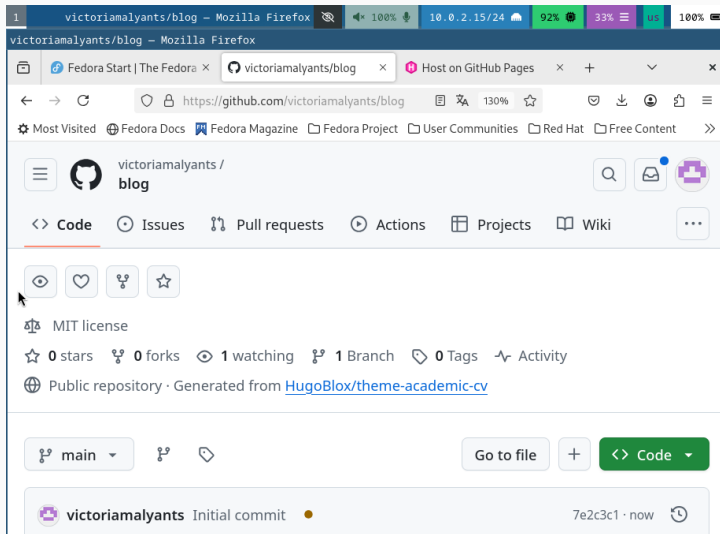 1 victoriamalyants/blog — Mozilla Firefox 100% 10.0.2.15/24 92% 33% us 100%
victoriamalyants/blog — Mozilla Firefox
Fedora Start | The Fedora × victoriamalyants/blog × Host on GitHub Pages × + ×
https://github.com/victoriamalyants/blog 130%
Most Visited Fedora Docs Fedora Magazine Fedora Project User Communities Red Hat Free Content
victoriamalyants /
blog
Code Issues Pull requests Actions Projects Wiki
MIT license
0 stars 0 forks 1 watching 1 Branch 0 Tags Activity
Public repository · Generated from HugoBlox/theme-academic-cv
main Go to file Code
victoriamalyants Initial commit 7e2c3c1 · now